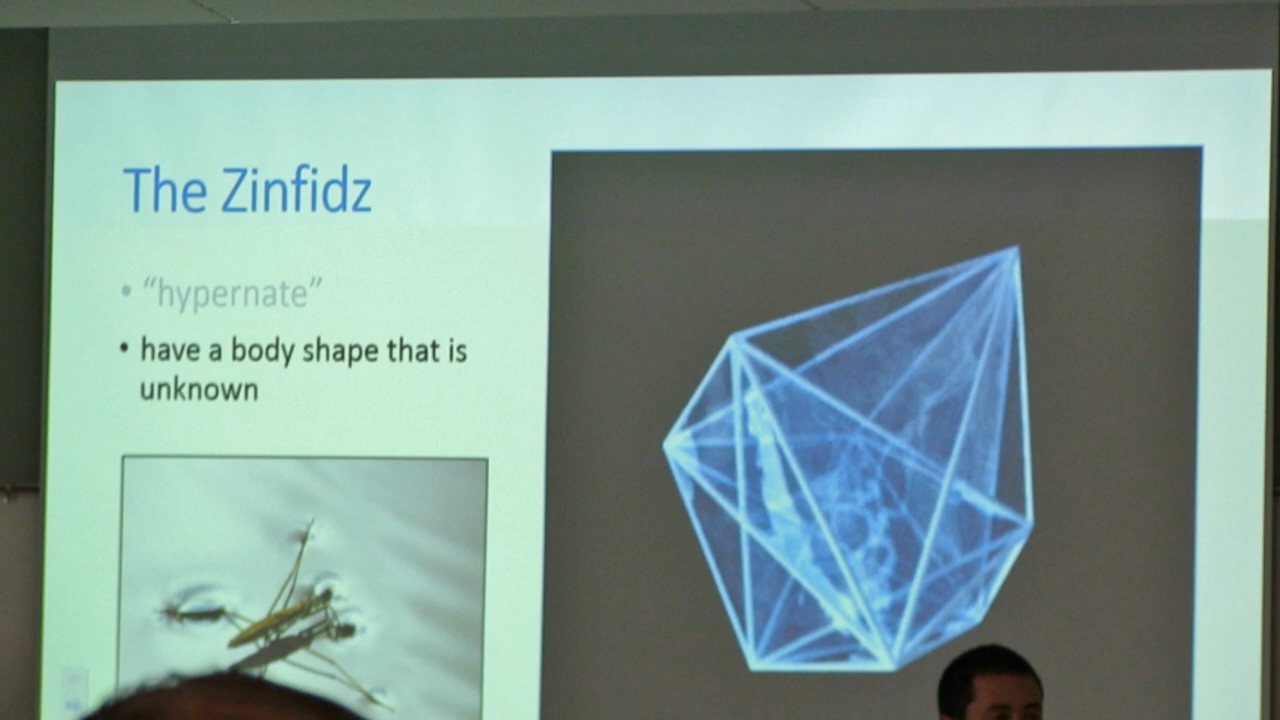 The Zinfidz
• “hypernate”
• have a body shape that is
unknown